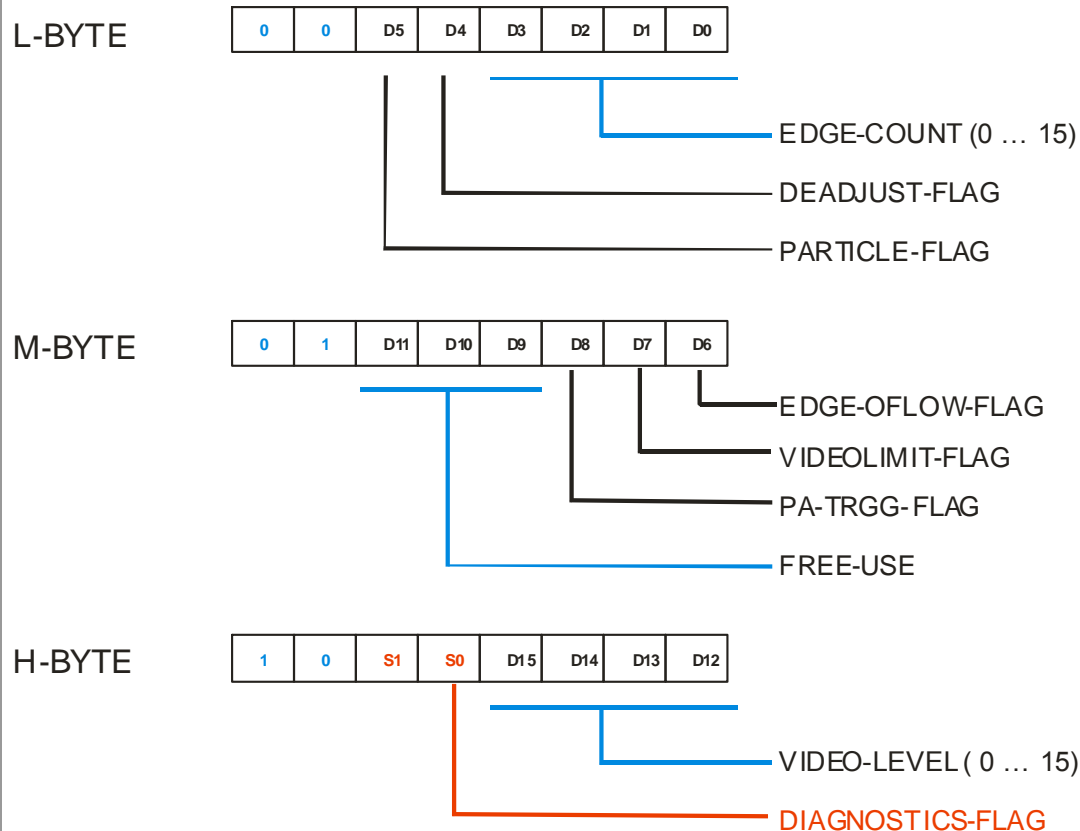 L-BYTE 0 0 D5 D4 D3 D2 D1 D0
EDGE-COUNT (0 … 15)
DEADJUST-FLAG
PARTICLE-FLAG
M-BYTE 0 1 D11 D10 D9 D8 D7 D6
EDGE-OFLOW-FLAG
VIDEOLIMIT-FLAG
PA-TRGG-FLAG
FREE-USE
H-BYTE 1 0 S1 S0 D15 D14 D13 D12
VIDEO-LEVEL ( 0 … 15)
DIAGNOSTICS-FLAG